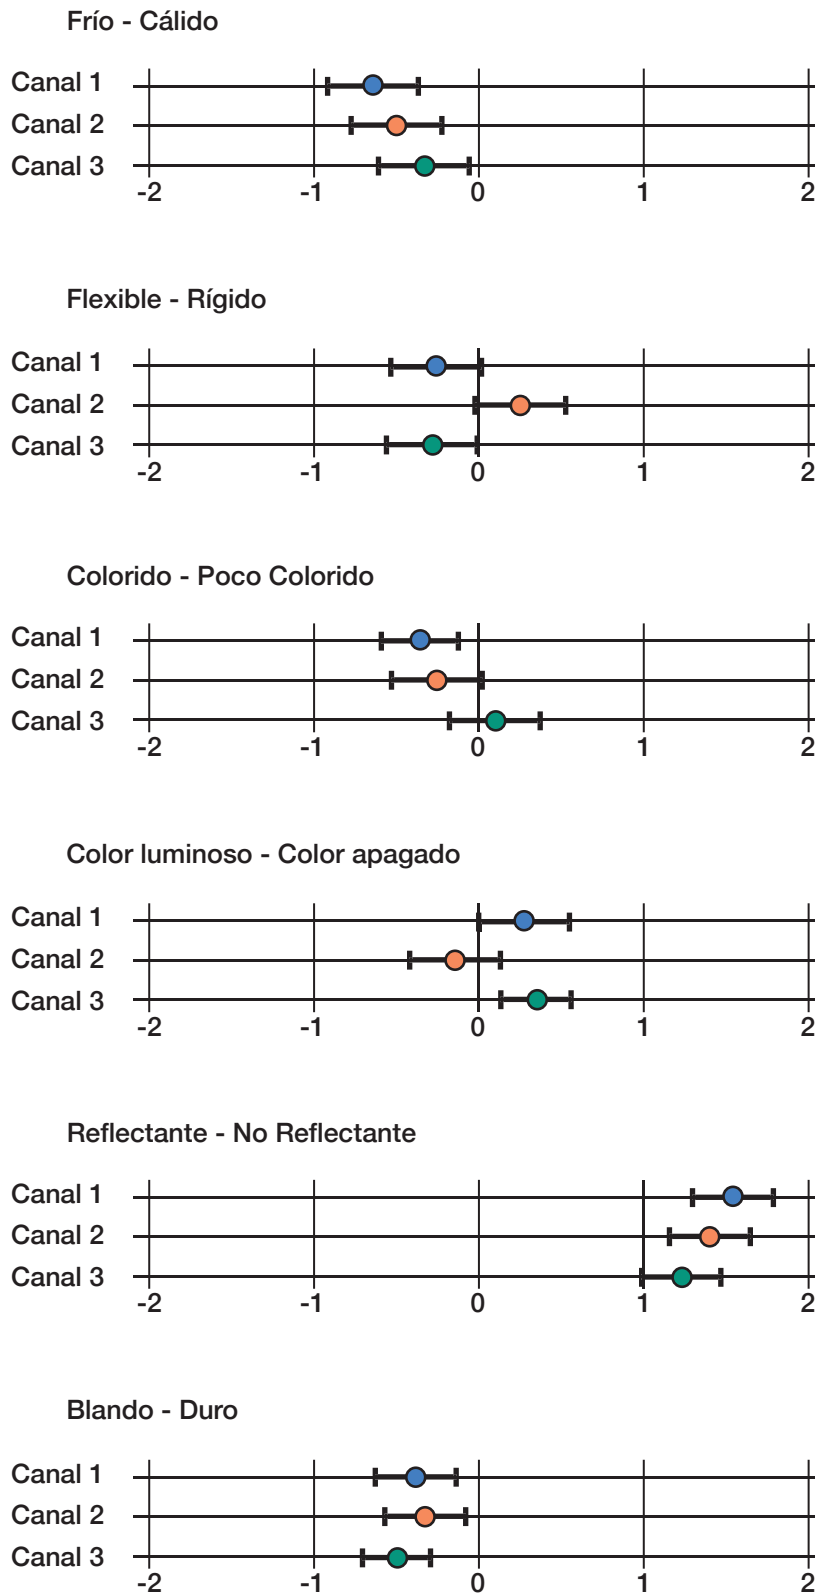 Frío - Cálido
Canal 1
Canal 2
Canal 3
-2 -1 0 1 2
Flexible - Rígido
Canal 1
Canal 2
Canal 3
-2 -1 0 1 2
Colorido - Poco Colorido
Canal 1
Canal 2
Canal 3
-2 -1 0 1 2
Color luminoso - Color apagado
Canal 1
Canal 2
Canal 3
-2 -1 0 1 2
Reflectante - No Reflectante
Canal 1
Canal 2
Canal 3
-2 -1 0 1 2
Blando - Duro
Canal 1
Canal 2
Canal 3
-2 -1 0 1 2